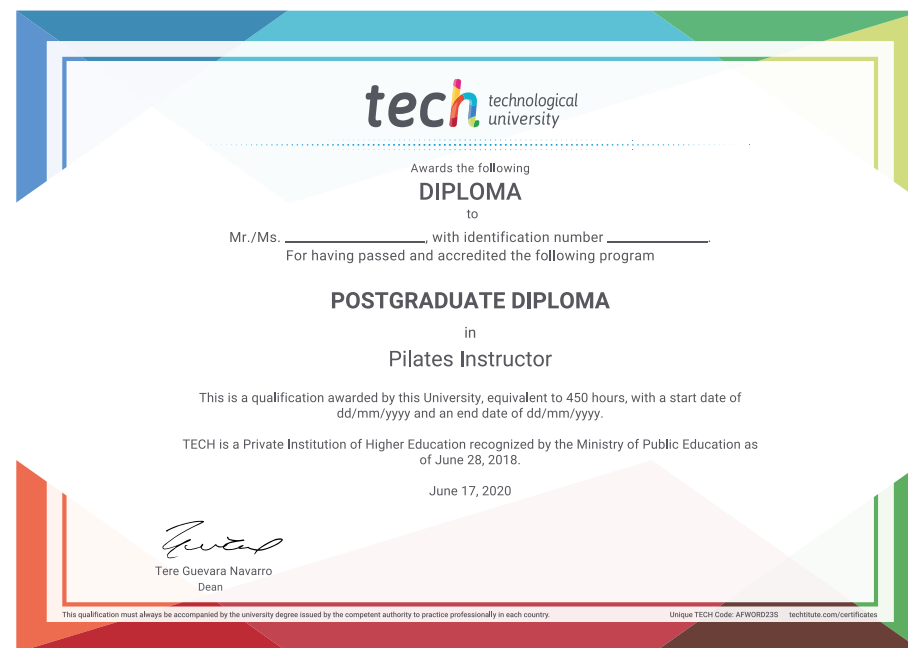 tech technological
university
Awards the following
DIPLOMA
to
Mr./Ms. ____________________, with identification number ______________.
For having passed and accredited the following program
POSTGRADUATE DIPLOMA
in
Pilates Instructor
This is a qualification awarded by this University, equivalent to 450 hours, with a start date of
dd/mm/yyyy and an end date of dd/mm/yyyy.
TECH is a Private Institution of Higher Education recognized by the Ministry of Public Education as
of June 28, 2018.
June 17, 2020
Tere Guevara Navarro
Dean
This qualification must always be accompanied by the university degree issued by the competent authority to practice professionally in each country. Unique TECH Code: AFWORD23S techtitute.com/certificates